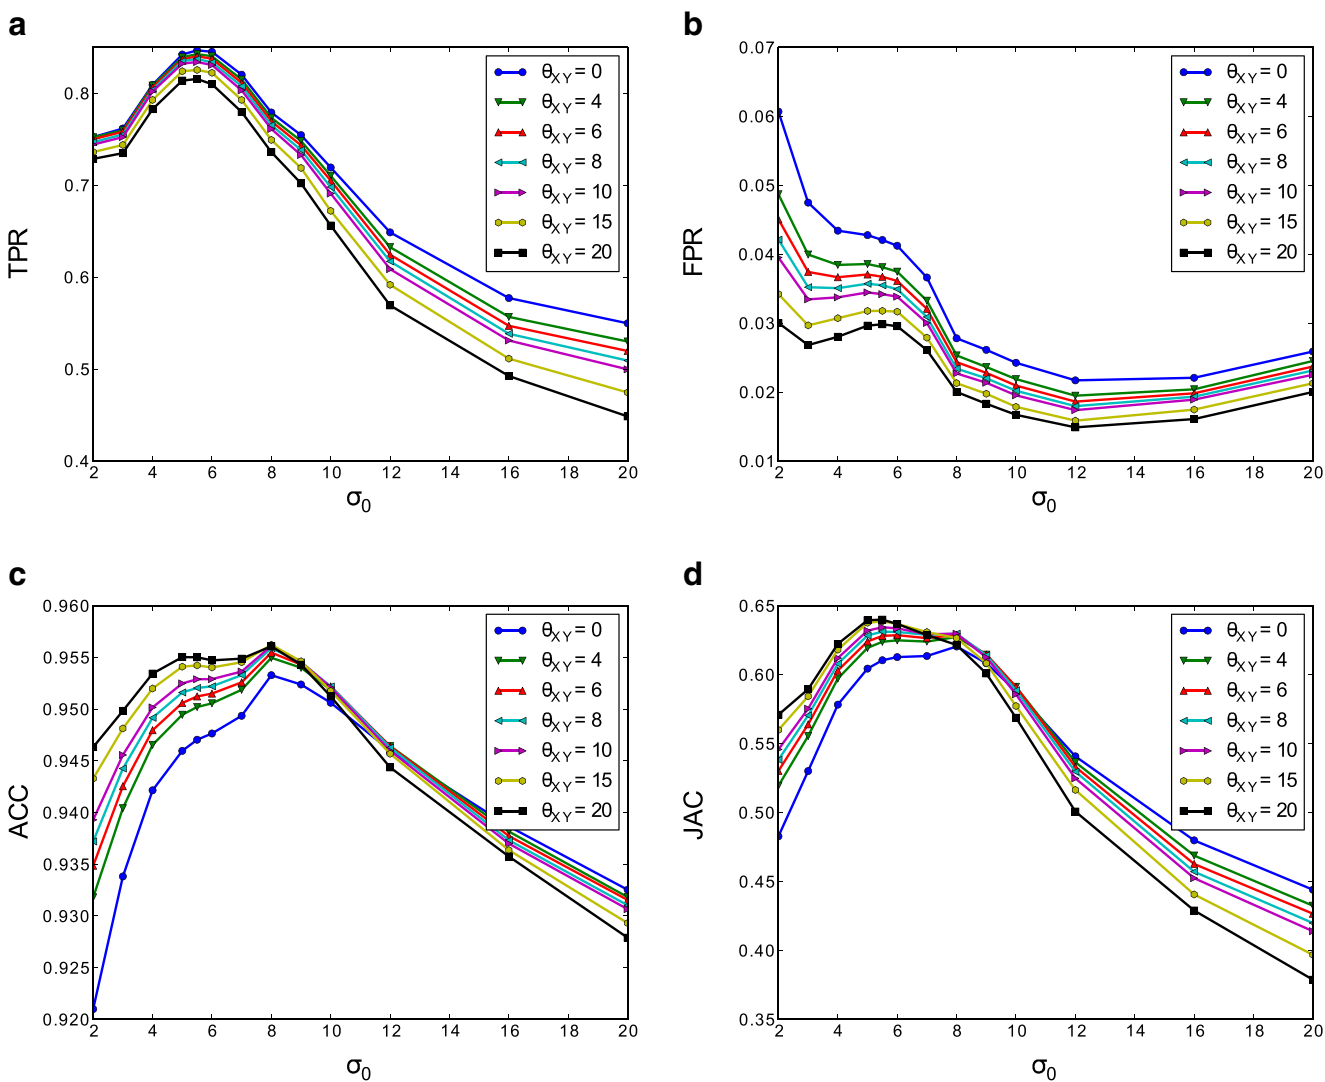 a
TPR
0.8
0.7
0.6
0.5
0.4
2 4 6 8 10 12 14 16 18 20
σ0
θXY = 0
θXY = 4
θXY = 6
θXY = 8
θXY = 10
θXY = 15
θXY = 20
b
FPR
0.07
0.06
0.05
0.04
0.03
0.02
0.01
2 4 6 8 10 12 14 16 18 20
σ0
θXY = 0
θXY = 4
θXY = 6
θXY = 8
θXY = 10
θXY = 15
θXY = 20
c
ACC
0.960
0.955
0.950
0.945
0.940
0.935
0.930
0.925
0.920
2 4 6 8 10 12 14 16 18 20
σ0
θXY = 0
θXY = 4
θXY = 6
θXY = 8
θXY = 10
θXY = 15
θXY = 20
d
JAC
0.65
0.60
0.55
0.50
0.45
0.40
0.35
2 4 6 8 10 12 14 16 18 20
σ0
θXY = 0
θXY = 4
θXY = 6
θXY = 8
θXY = 10
θXY = 15
θXY = 20